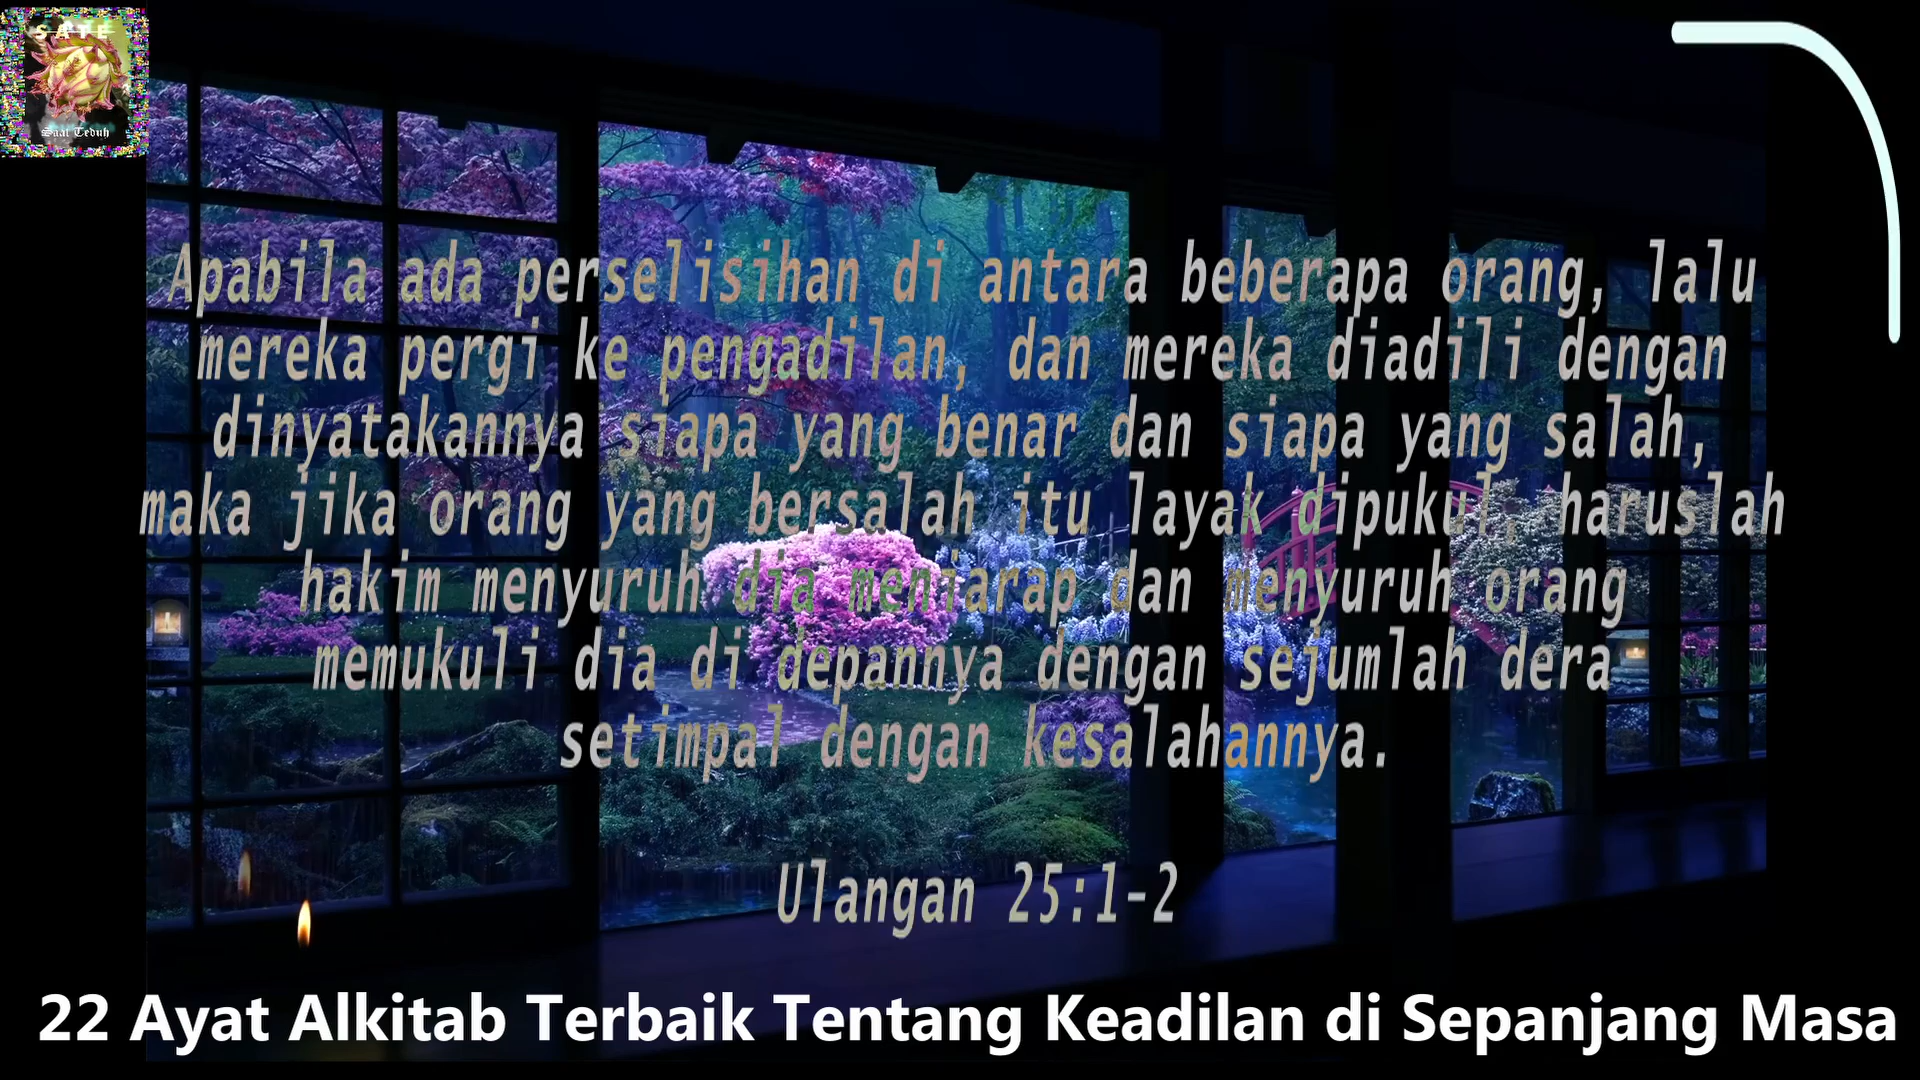 SATE
Saat Teduh
Apabila ada perselisihan di antara beberapa orang, lalu
mereka pergi ke pengadilan, dan mereka diadili dengan
dinyatakannya siapa yang benar dan siapa yang salah,
maka jika orang yang bersalah itu layak dipukul, haruslah
hakim menyuruh dia meniarap dan menyuruh orang
memukuli dia di depannya dengan sejumlah dera
setimpal dengan kesalahannya.
Ulangan 25:1-2
22 Ayat Alkitab Terbaik Tentang Keadilan di Sepanjang Masa